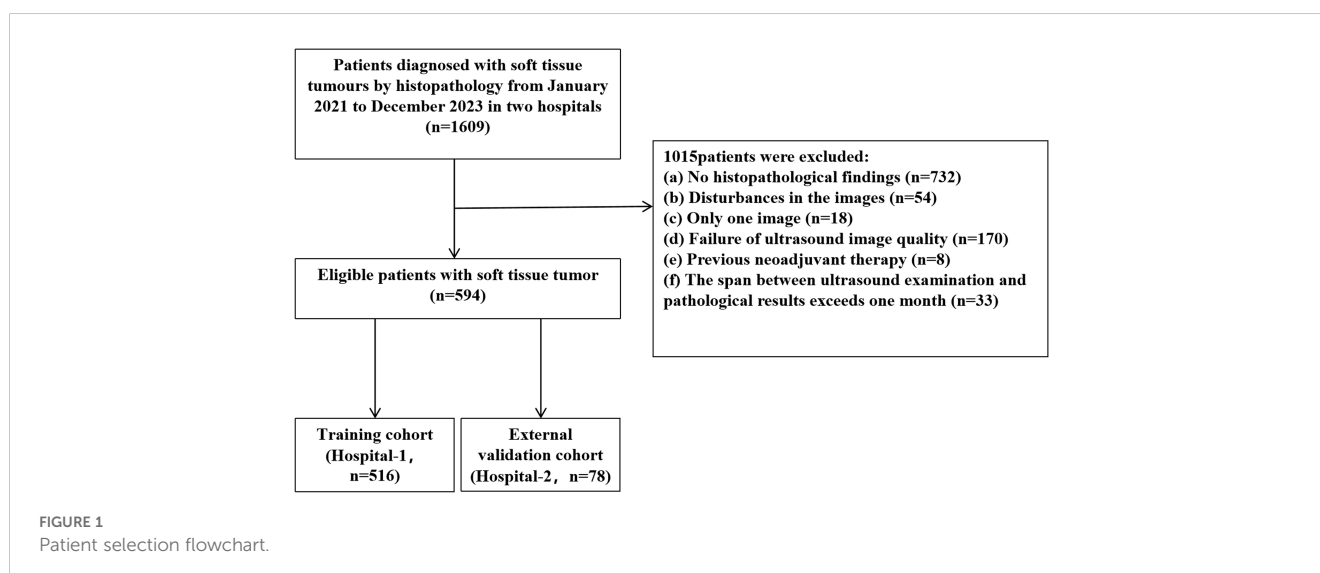 Patients diagnosed with soft tissue
tumours by histopathology from January
2021 to December 2023 in two hospitals
(n=1609)
1015patients were excluded:
(a) No histopathological findings (n=732)
(b) Disturbances in the images (n=54)
(c) Only one image (n=18)
(d) Failure of ultrasound image quality (n=170)
(e) Previous neoadjuvant therapy (n=8)
(f) The span between ultrasound examination and
pathological results exceeds one month (n=33)
Eligible patients with soft tissue tumor
(n=594)
Training cohort
(Hospital-1，
n=516)
External
validation cohort
(Hospital-2，n=78)
FIGURE 1
Patient selection flowchart.